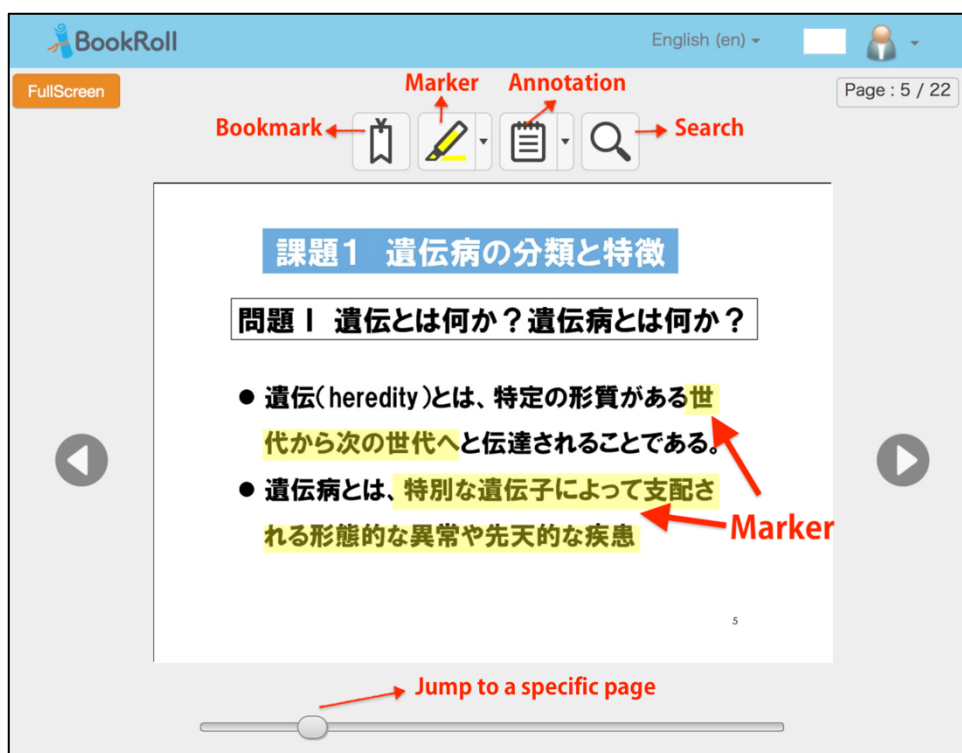 BookRoll
English (en)
FullScreen
Marker
Annotation
Page : 5 / 22
Bookmark
Search
課題1 遺伝病の分類と特徴
問題Ⅰ 遺伝とは何か？遺伝病とは何か？
● 遺伝(heredity)とは、特定の形質がある世
代から次の世代へと伝達されることである。
● 遺伝病とは、特別な遺伝子によって支配さ
れる形態的な異常や先天的な疾患
Marker
5
Jump to a specific page